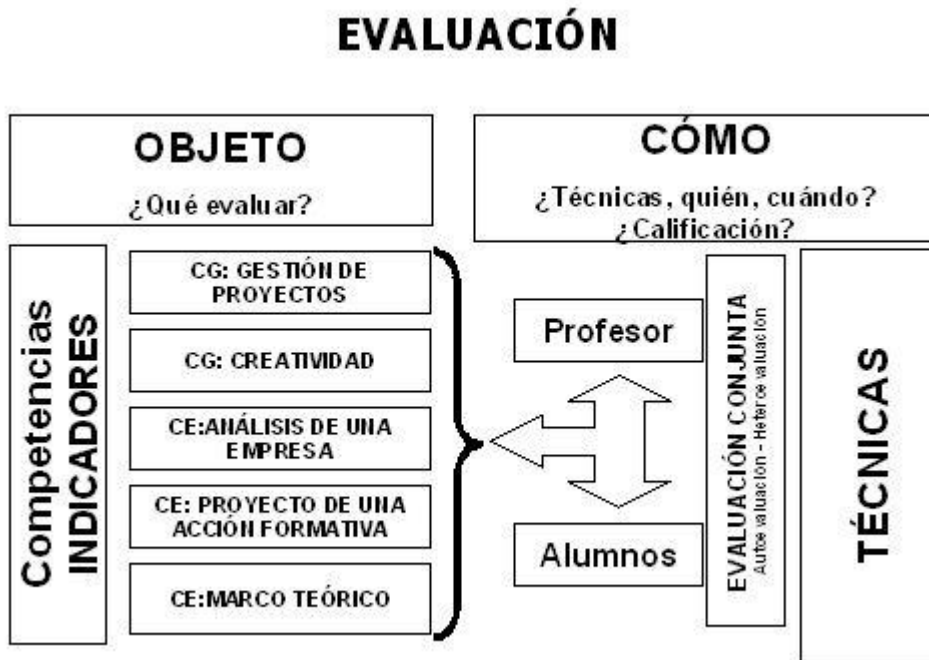 EVALUACIÓN
OBJETO
¿Qué evaluar?
CÓMO
¿Técnicas, quién, cuándo?
¿Calificación?
Competencias
INDICADORES
CG: GESTIÓN DE
PROYECTOS
CG: CREATIVIDAD
CE:ANÁLISIS DE UNA
EMPRESA
CE: PROYECTO DE UNA
ACCIÓN FORMATIVA
CE:MARCO TEÓRICO
Profesor
Alumnos
EVALUACIÓN CONJUNTA
Autoevaluación - Heteroevaluación
TÉCNICAS